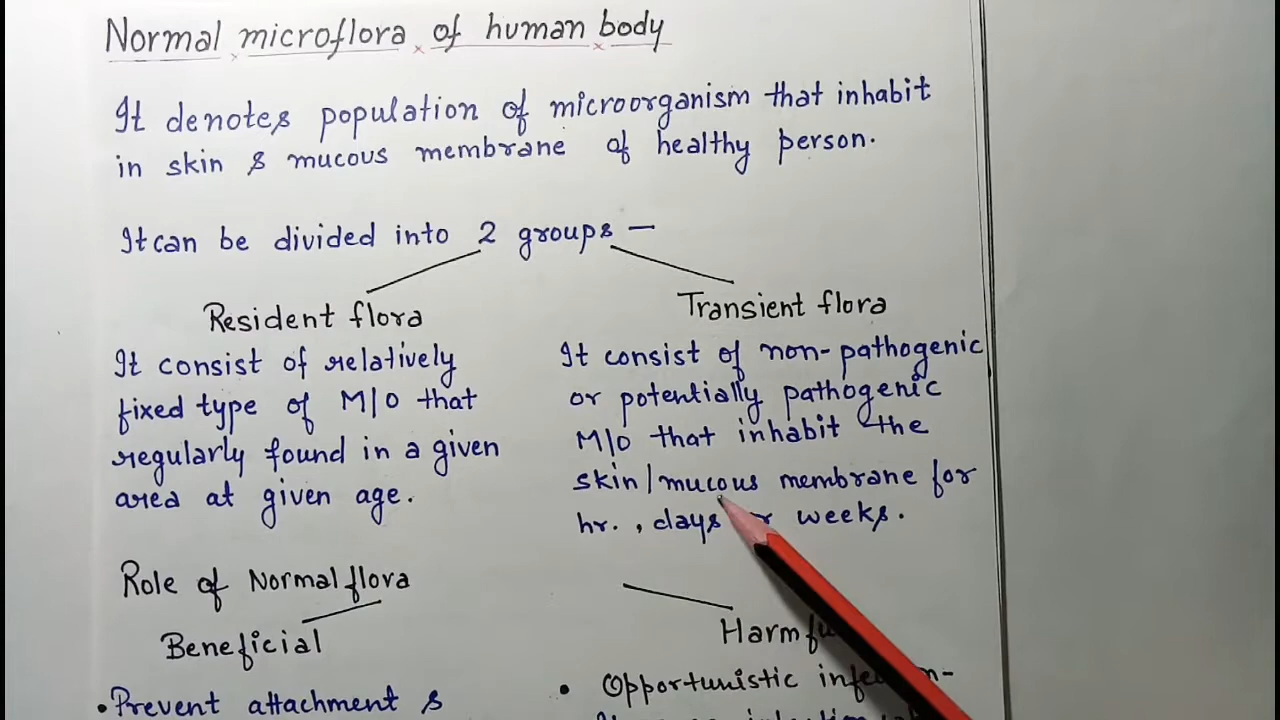 Normal microflora of human body
It denotes population of microorganism that inhabit
in skin & mucous membrane of healthy person.
It can be divided into 2 groups —
Resident flora
It consist of relatively
fixed type of M/O that
regularly found in a given
area at given age.
Transient flora
It consist of non-pathogenic
or potentially pathogenic
M/O that inhabit the
skin/mucous membrane for
hr., days or weeks.
Role of Normal flora
Beneficial
• Prevent attachment &
Harmful
• Opportunistic infection-